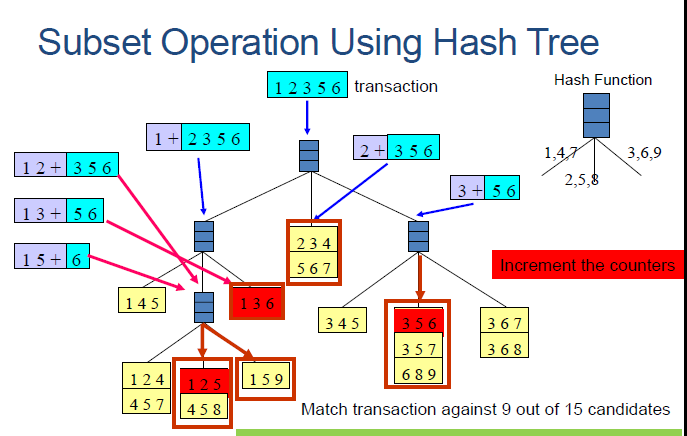 Subset Operation Using Hash Tree
1 2 3 5 6 transaction
Hash Function
1 + 2 3 5 6
2 + 3 5 6
1,4,7
3,6,9
2,5,8
1 2 + 3 5 6
3 + 5 6
1 3 + 5 6
1 5 + 6
2 3 4
5 6 7
Increment the counters
1 4 5
1 3 6
3 4 5
3 5 6
3 5 7
6 8 9
3 6 7
3 6 8
1 2 4
4 5 7
1 2 5
4 5 8
1 5 9
Match transaction against 9 out of 15 candidates